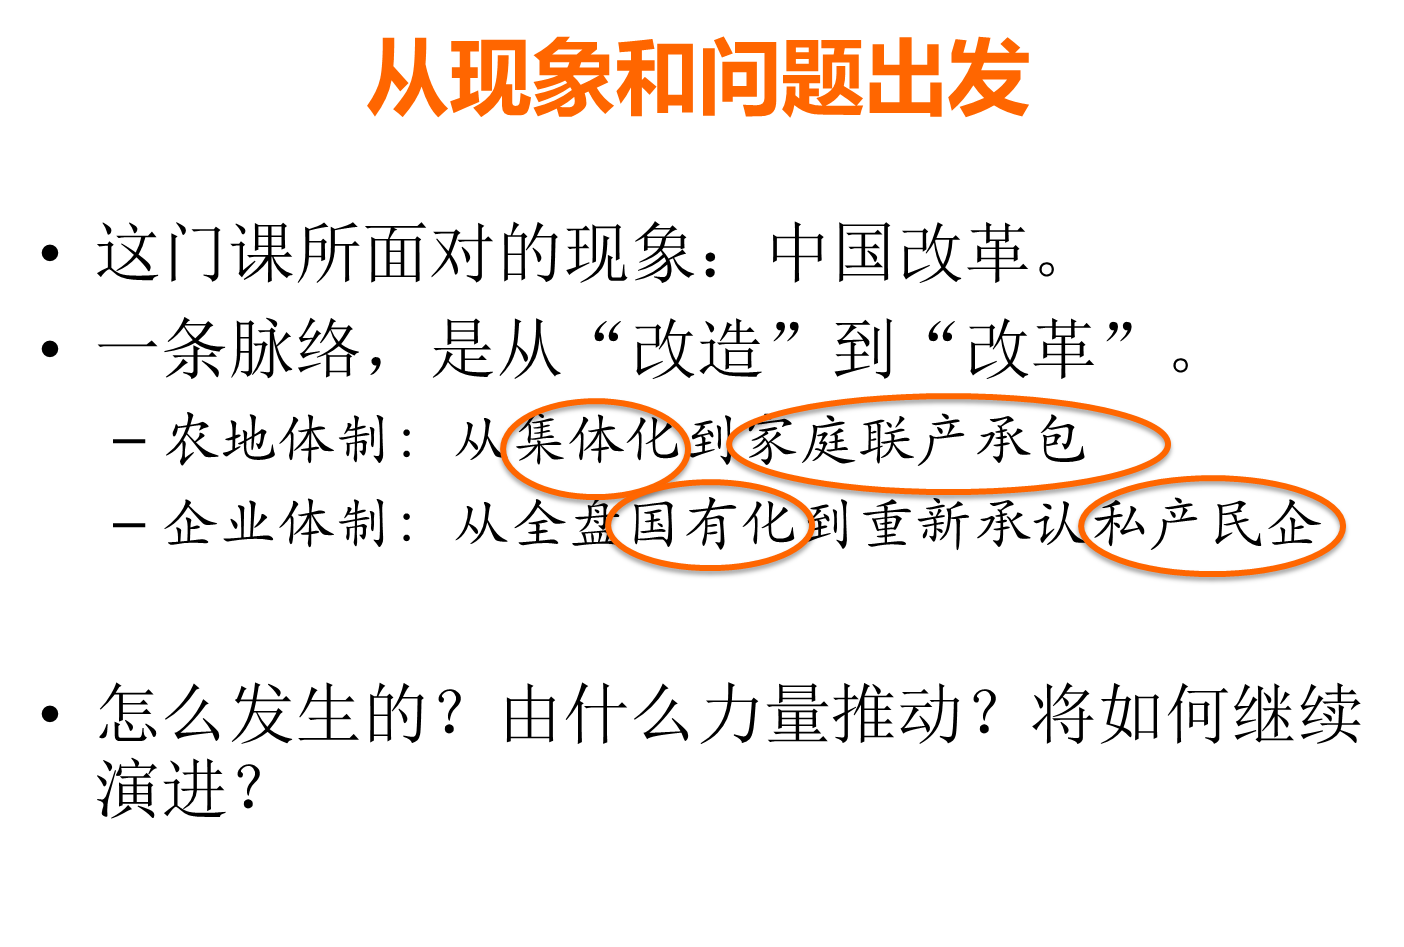 从现象和问题出发
• 这门课所面对的现象：中国改革。
• 一条脉络，是从“改造”到“改革”。
– 农地体制：从集体化到家庭联产承包
– 企业体制：从全盘国有化到重新承认私产民企
• 怎么发生的？由什么力量推动？将如何继续
演进？